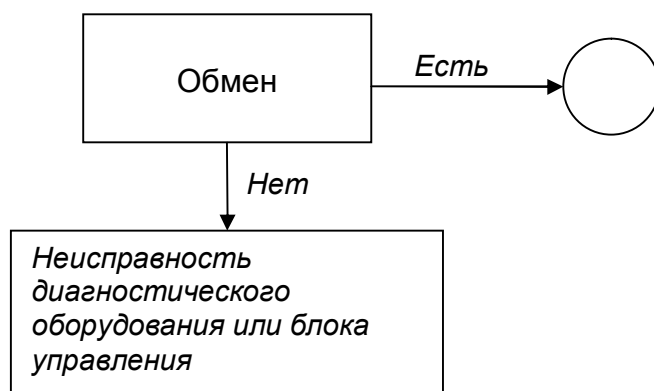 Обмен
Есть
Нет
Неисправность
диагностического
оборудования или блока
управления